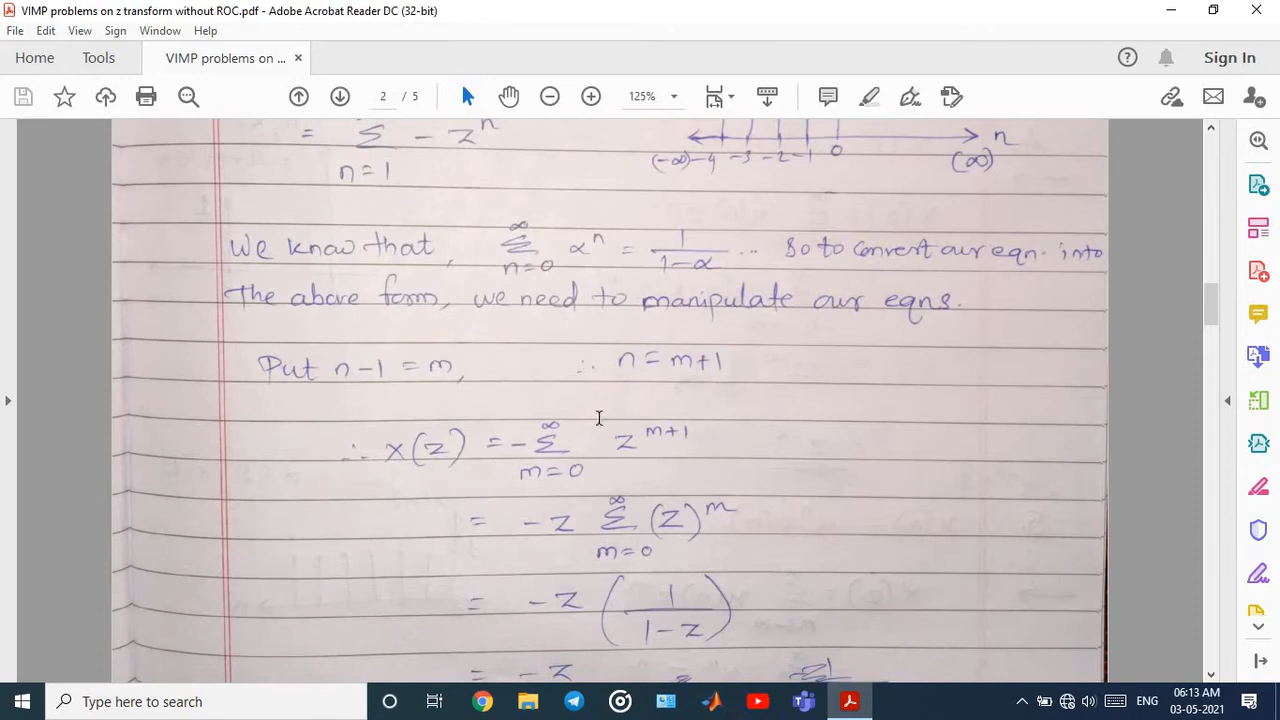 VIMP problems on z transform without ROC.pdf - Adobe Acrobat Reader DC (32-bit)
File Edit View Sign Window Help
Home Tools VIMP problems on ... × Sign In
2 / 5 125%
= Σ - z^n
n=1
(-∞) -4 -3 -2 -1 0 (∞) n
We know that, ∞Σn=0 α^n = 1/(1-α) ... So to convert our eqn. into
the above form, we need to manipulate our eqns.
Put n-1 = m, ∴ n = m+1
∴ X(z) = - ∞Σm=0 z^m+1
= -z ∞Σm=0 (z)^m
= -z (1/(1-z))
= -z
Type here to search
ENG 06:13 AM
03-05-2021